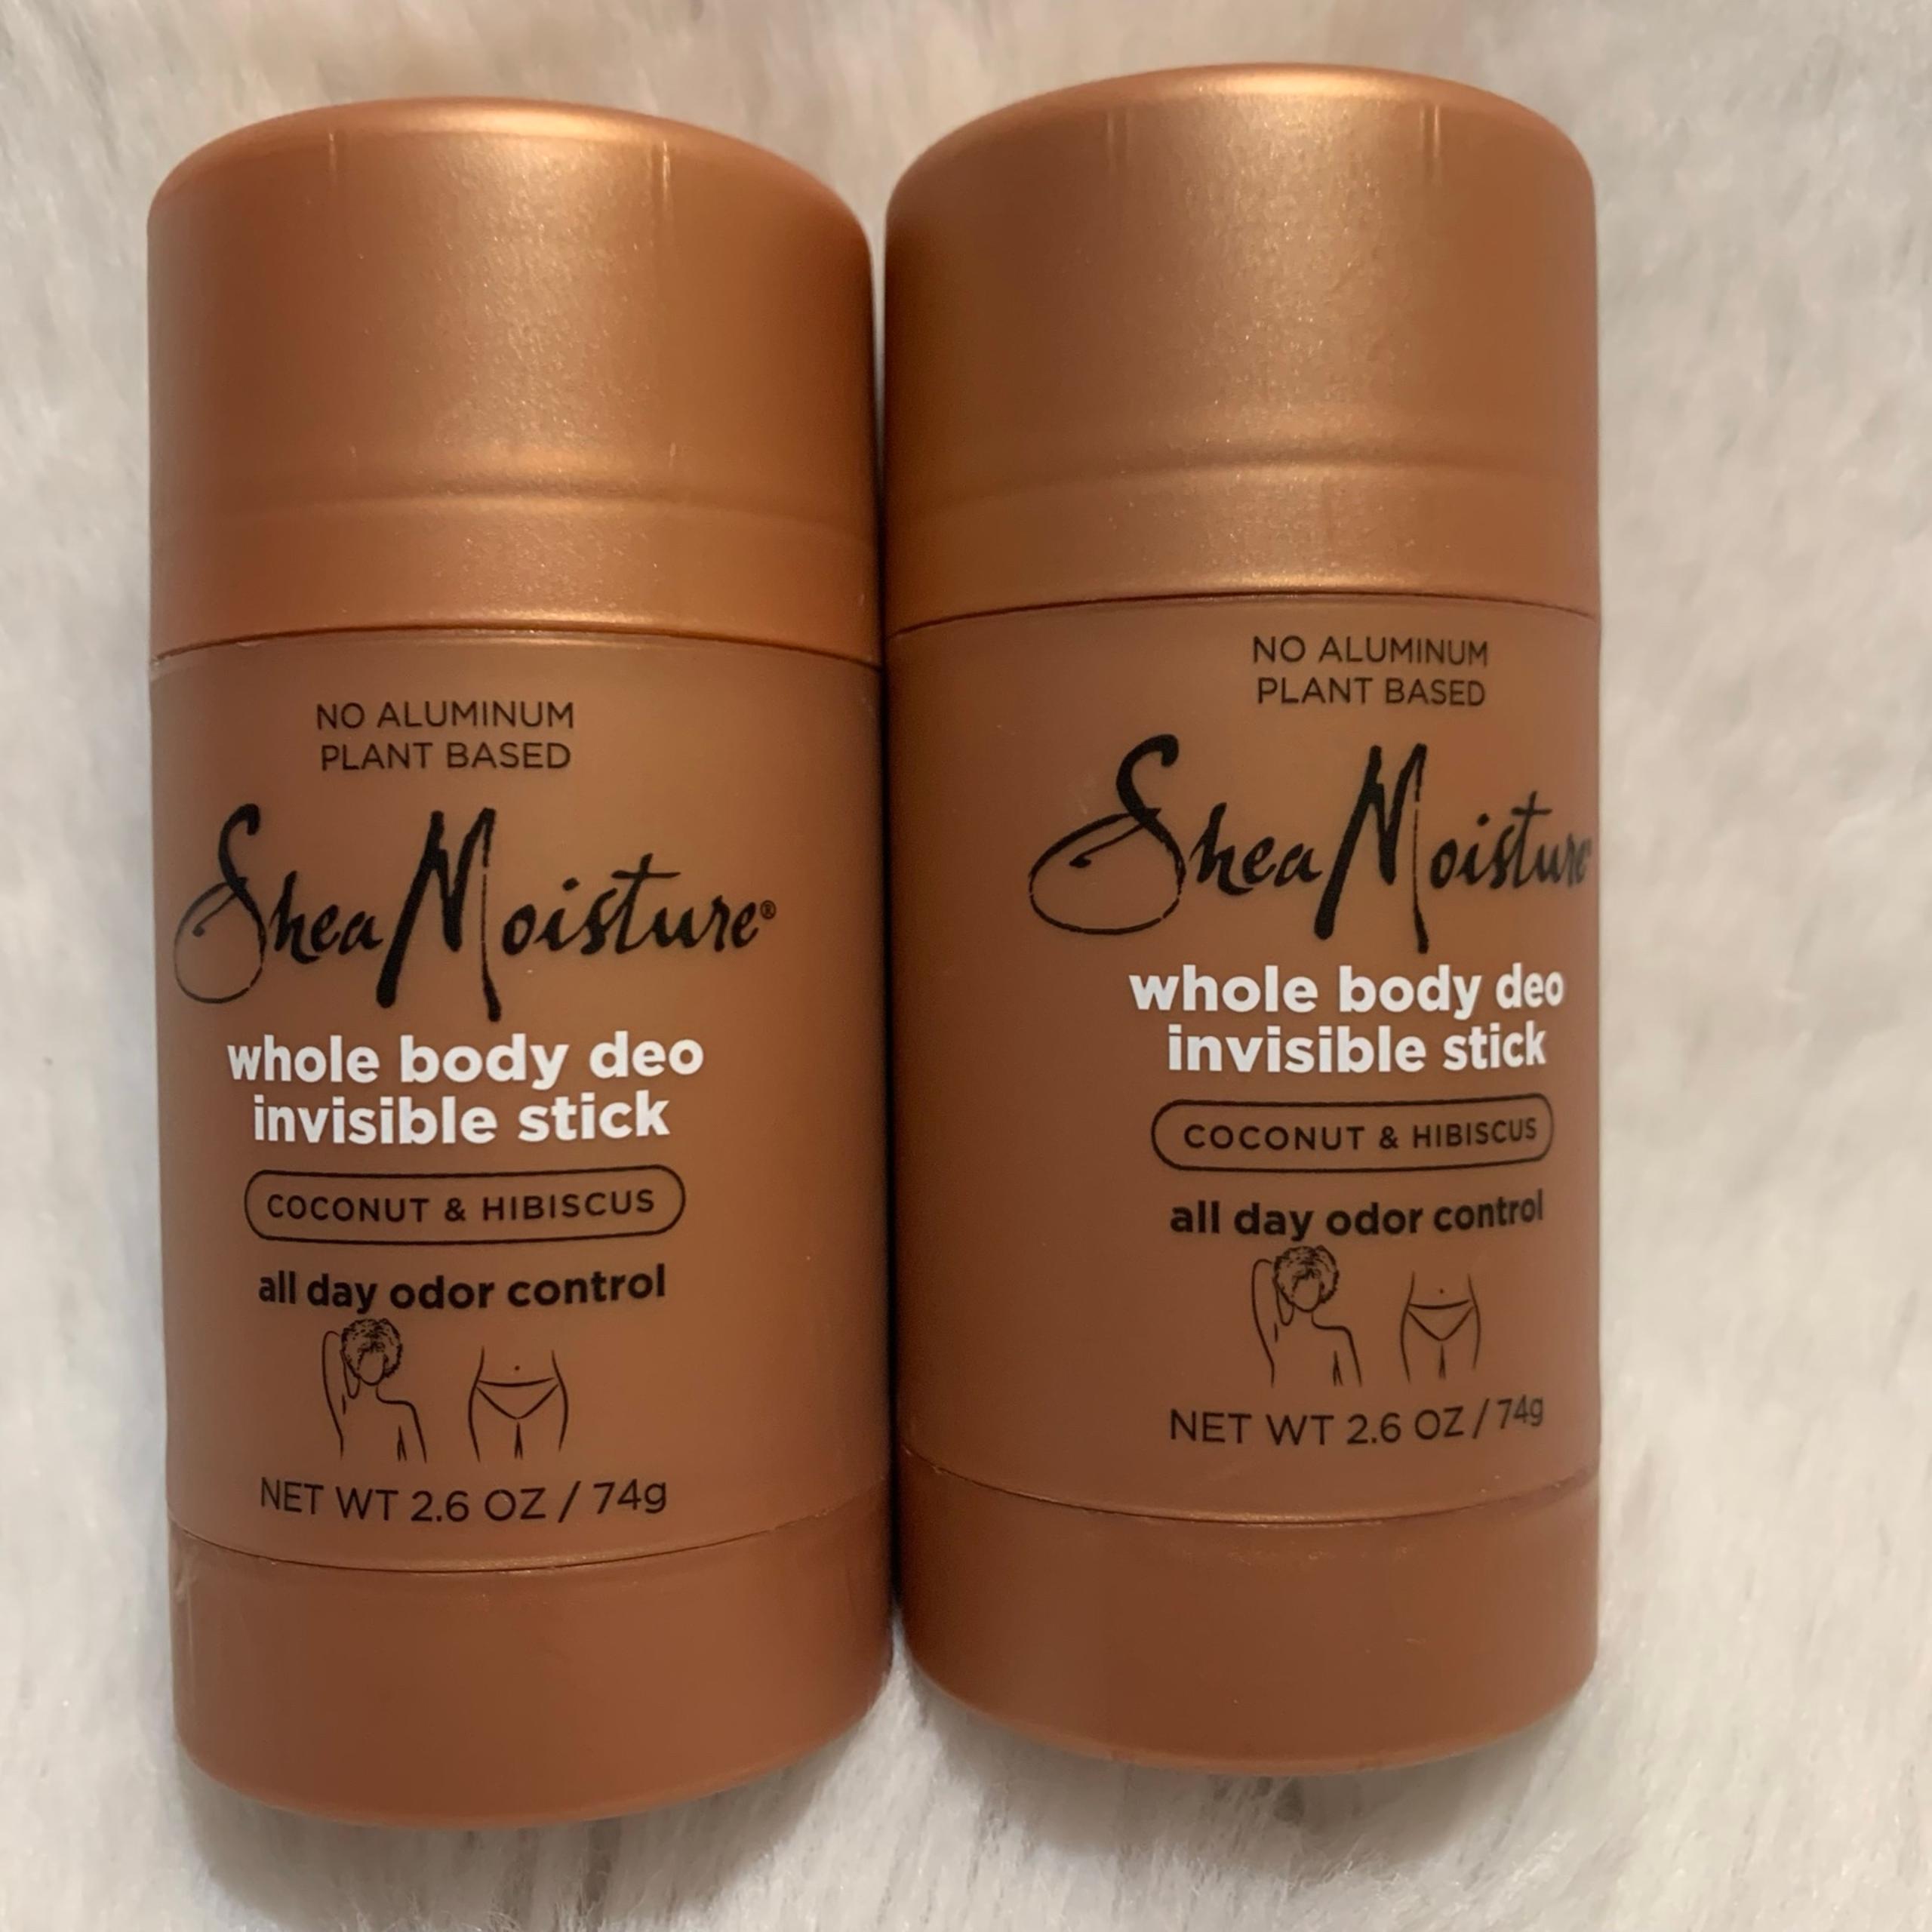 NO ALUMINUM
PLANT BASED
SheaMoisture®
whole body deo
invisible stick
COCONUT & HIBISCUS
all day odor control
NET WT 2.6 OZ / 74g
NO ALUMINUM
PLANT BASED
SheaMoisture®
whole body deo
invisible stick
COCONUT & HIBISCUS
all day odor control
NET WT 2.6 OZ / 74g